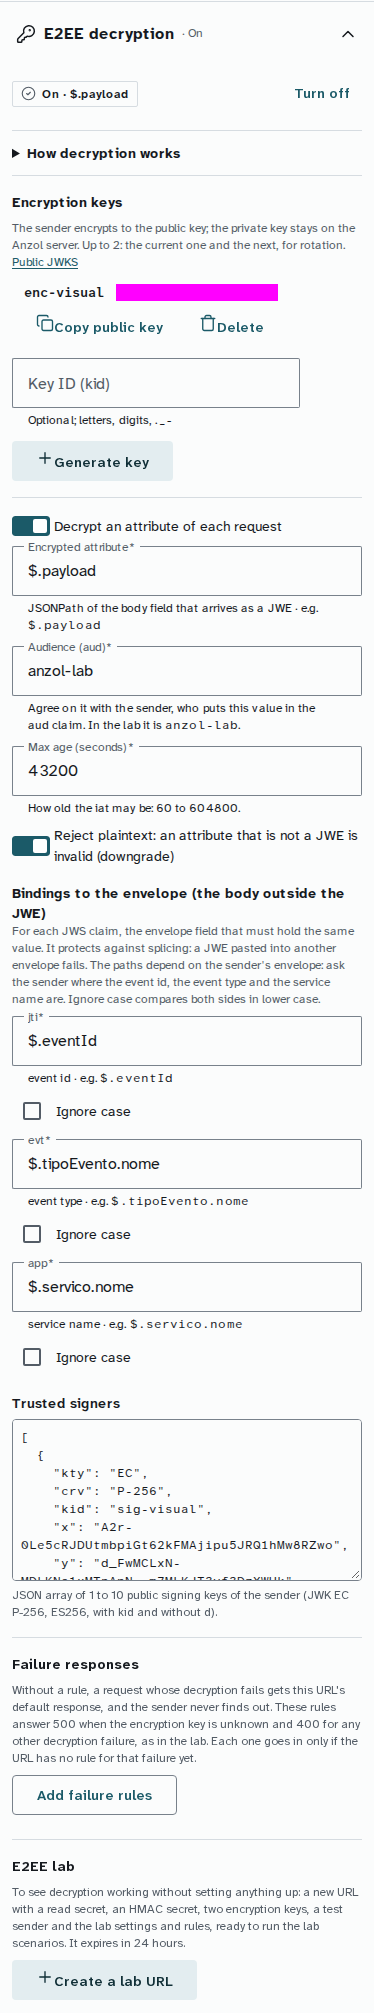 E2EE decryption · On
On · $.payload
Turn off
How decryption works
Encryption keys
The sender encrypts to the public key; the private key stays on the
Anzol server. Up to 2: the current one and the next, for rotation.
Public JWKS
enc-visual
Copy public key
Delete
Key ID (kid)
Optional; letters, digits, . _ -
Generate key
Decrypt an attribute of each request
Encrypted attribute*
$.payload
JSONPath of the body field that arrives as a JWE · e.g.
$.payload
Audience (aud)*
anzol-lab
Agree on it with the sender, who puts this value in the
aud claim. In the lab it is anzol-lab.
Max age (seconds)*
43200
How old the iat may be: 60 to 604800.
Reject plaintext: an attribute that is not a JWE is
invalid (downgrade)
Bindings to the envelope (the body outside the
JWE)
For each JWS claim, the envelope field that must hold the same
value. It protects against splicing: a JWE pasted into another
envelope fails. The paths depend on the sender's envelope: ask
the sender where the event id, the event type and the service
name are. Ignore case compares both sides in lower case.
jti*
$.eventId
event id · e.g. $.eventId
Ignore case
evt*
$.tipoEvento.nome
event type · e.g. $.tipoEvento.nome
Ignore case
app*
$.servico.nome
service name · e.g. $.servico.nome
Ignore case
Trusted signers
[
{
"kty": "EC",
"crv": "P-256",
"kid": "sig-visual",
"x": "A2r-
0Le5cRJDUtmbpiGt62kFMAjipu5JRQ1hMw8RZwo",
"y": "d_FwMCLxN-
JSON array of 1 to 10 public signing keys of the sender (JWK EC
P-256, ES256, with kid and without d).
Failure responses
Without a rule, a request whose decryption fails gets this URL's
default response, and the sender never finds out. These rules
answer 500 when the encryption key is unknown and 400 for any
other decryption failure, as in the lab. Each one goes in only if the
URL has no rule for that failure yet.
Add failure rules
E2EE lab
To see decryption working without setting anything up: a new URL
with a read secret, an HMAC secret, two encryption keys, a test
sender and the lab settings and rules, ready to run the lab
scenarios. It expires in 24 hours.
Create a lab URL